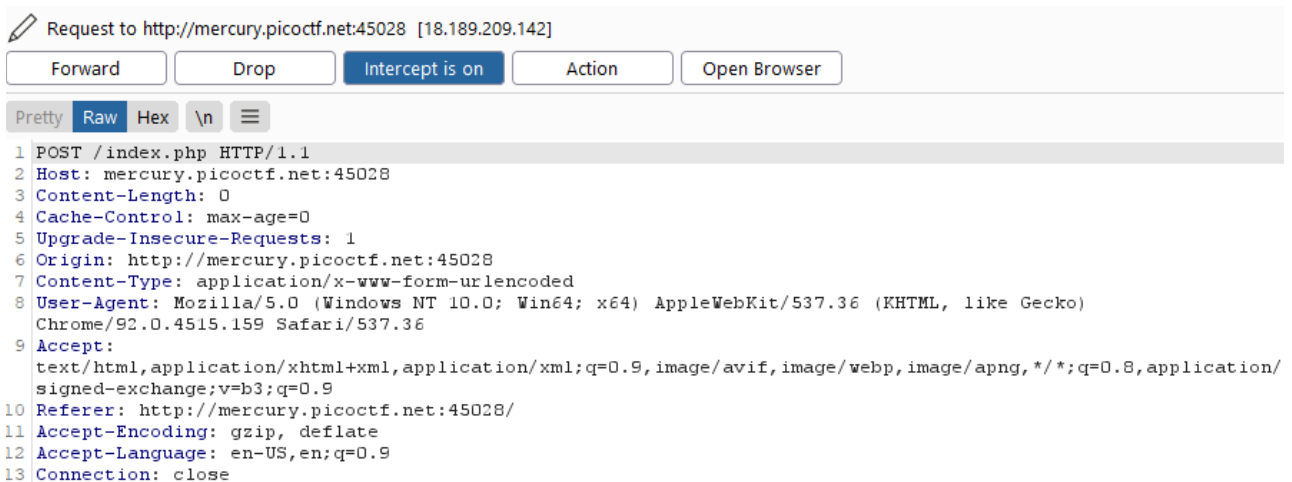 Request to http://mercury.picoctf.net:45028 [18.189.209.142]
Forward Drop Intercept is on Action Open Browser
Pretty Raw Hex \n
1 POST /index.php HTTP/1.1
2 Host: mercury.picoctf.net:45028
3 Content-Length: 0
4 Cache-Control: max-age=0
5 Upgrade-Insecure-Requests: 1
6 Origin: http://mercury.picoctf.net:45028
7 Content-Type: application/x-www-form-urlencoded
8 User-Agent: Mozilla/5.0 (Windows NT 10.0; Win64; x64) AppleWebKit/537.36 (KHTML, like Gecko)
Chrome/92.0.4515.159 Safari/537.36
9 Accept:
text/html,application/xhtml+xml,application/xml;q=0.9,image/avif,image/webp,image/apng,*/*;q=0.8,application/
signed-exchange;v=b3;q=0.9
10 Referer: http://mercury.picoctf.net:45028/
11 Accept-Encoding: gzip, deflate
12 Accept-Language: en-US,en;q=0.9
13 Connection: close